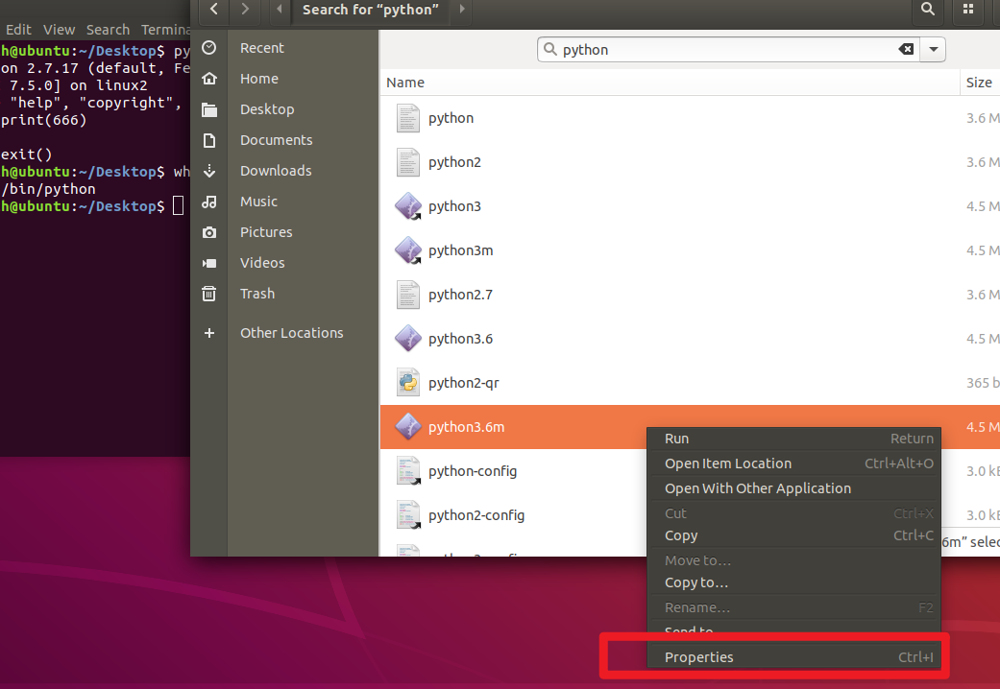 Search for “python”
Edit View Search Termina
h@ubuntu:~/Desktop$ py
on 2.7.17 (default, Fe
7.5.0] on linux2
"help", "copyright",
print(666)
exit()
h@ubuntu:~/Desktop$ wh
/bin/python
h@ubuntu:~/Desktop$
Recent
Home
Desktop
Documents
Downloads
Music
Pictures
Videos
Trash
+ Other Locations
python
Name Size
python 3.6 M
python2 3.6 M
python3 4.5 M
python3m 4.5 M
python2.7 3.6 M
python3.6 4.5 M
python2-qr 365 b
python3.6m 4.5 M
python-config 3.0 kB
python2-config 3.0 kB
6m” selec
Run Return
Open Item Location Ctrl+Alt+O
Open With Other Application
Cut Ctrl+X
Copy Ctrl+C
Move to…
Copy to…
Rename… F2
Send to
Properties Ctrl+I